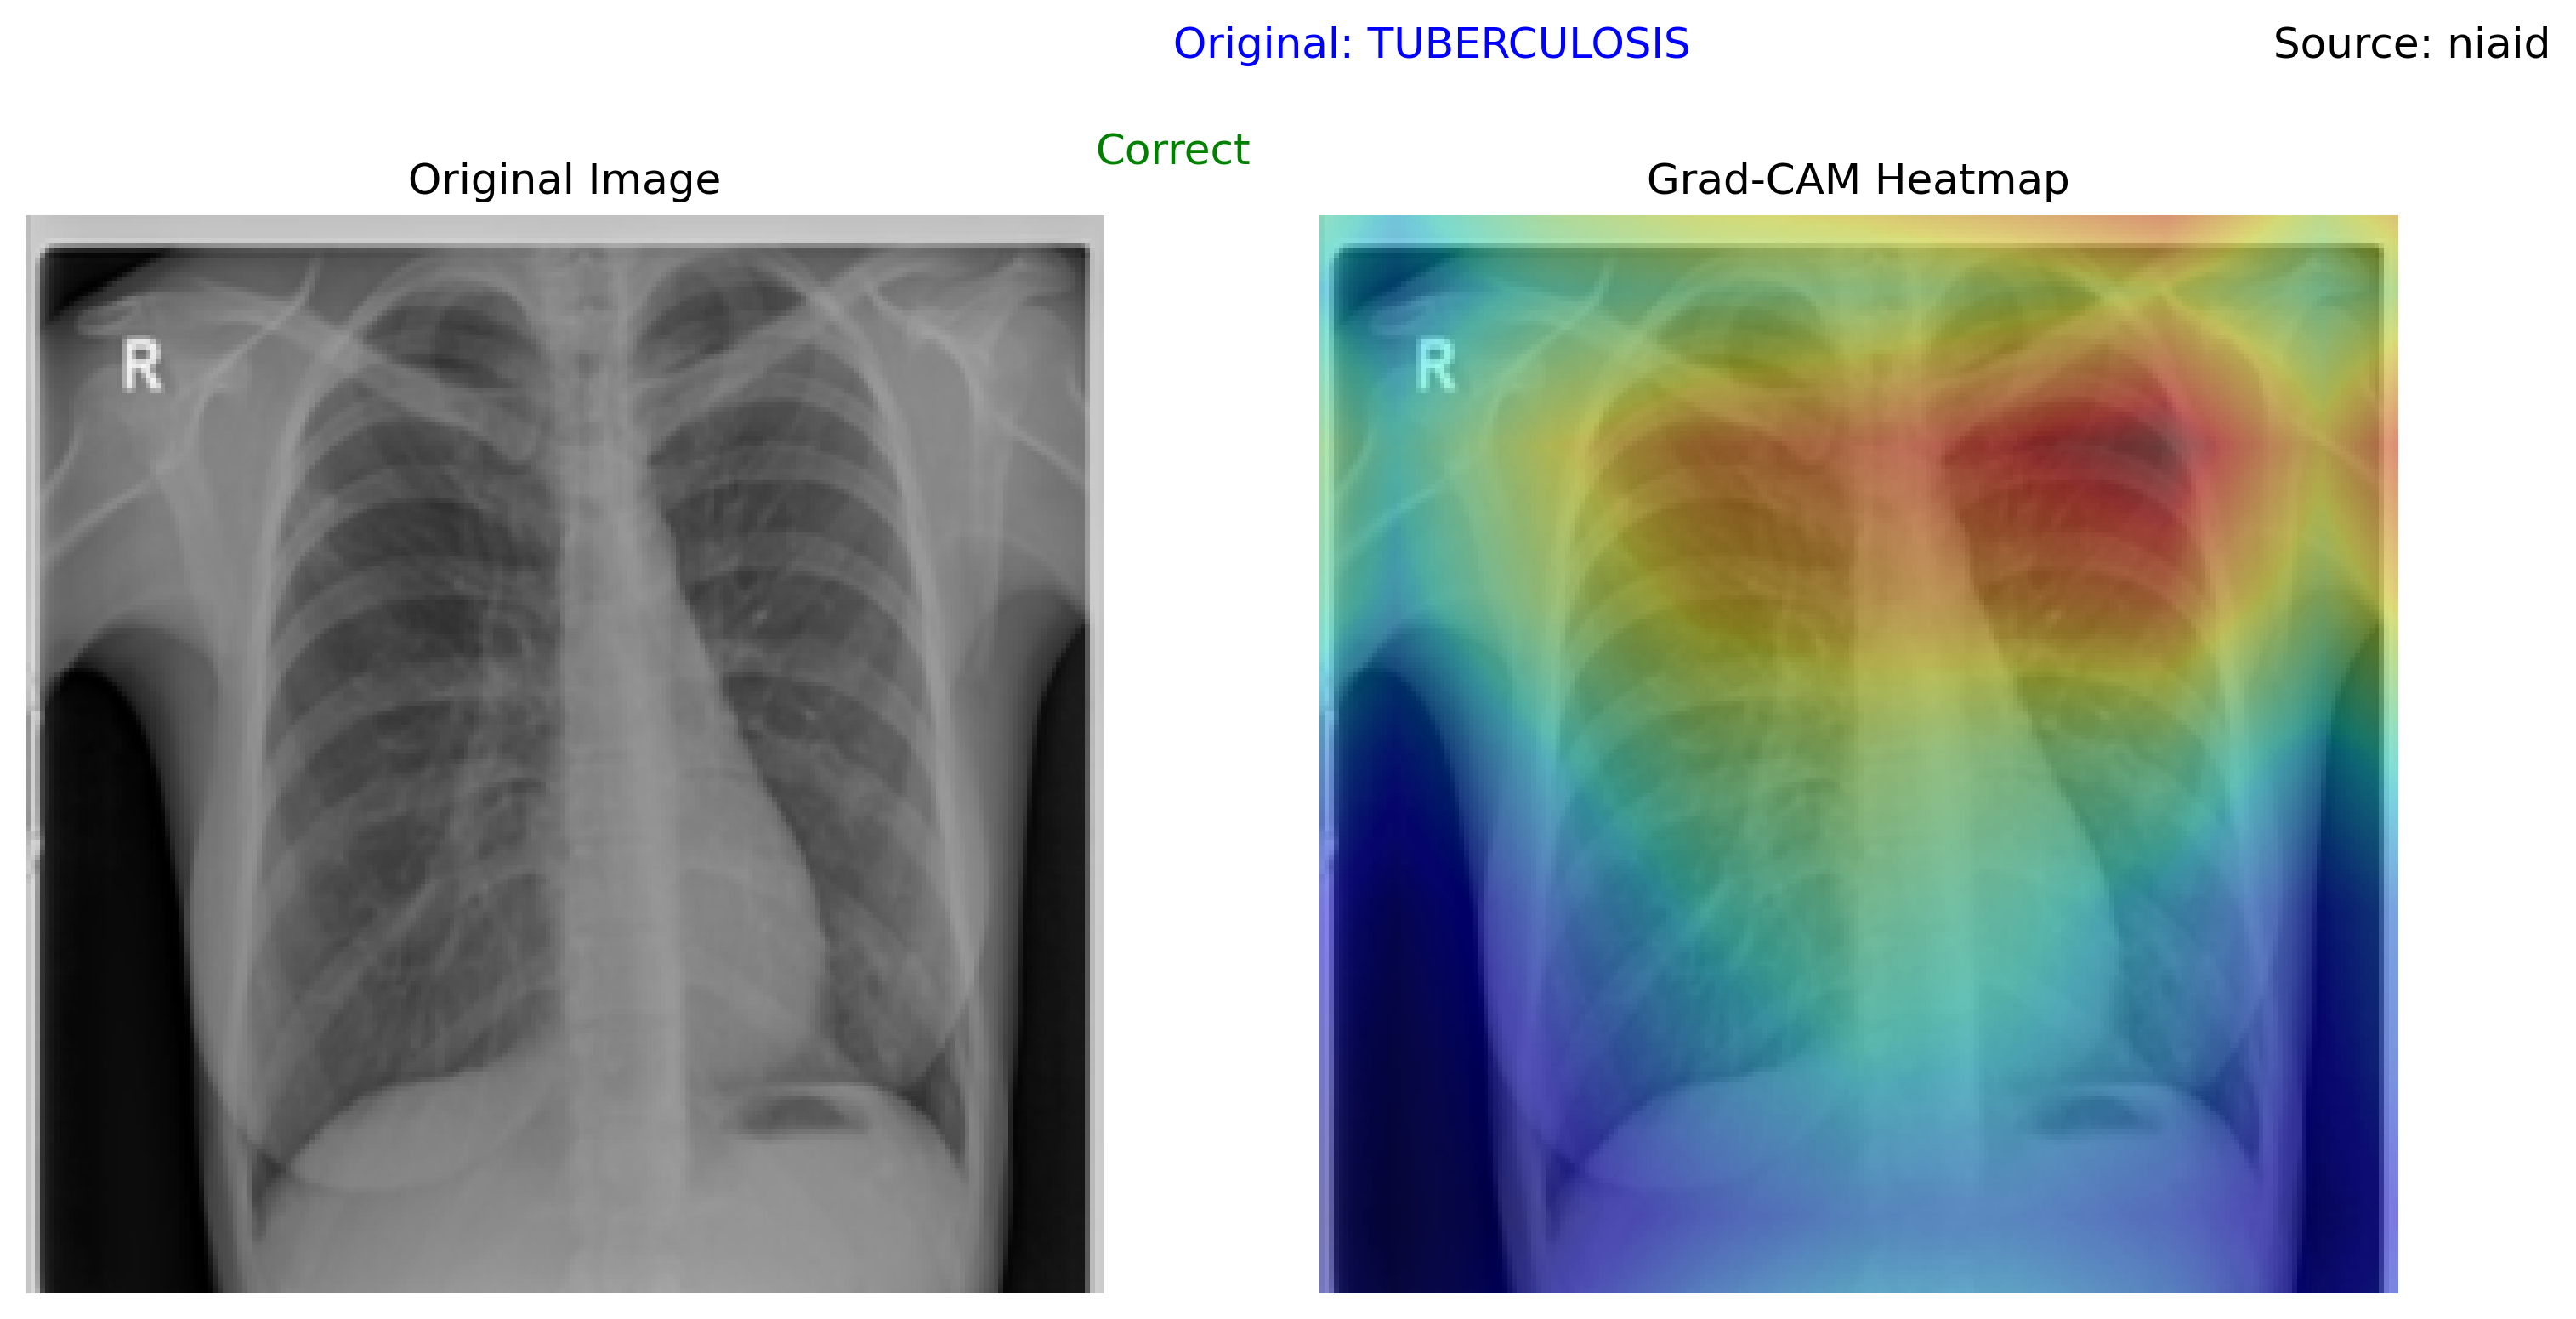 Original: TUBERCULOSIS
Source: niaid
Correct
Original Image
Grad-CAM Heatmap
R
R